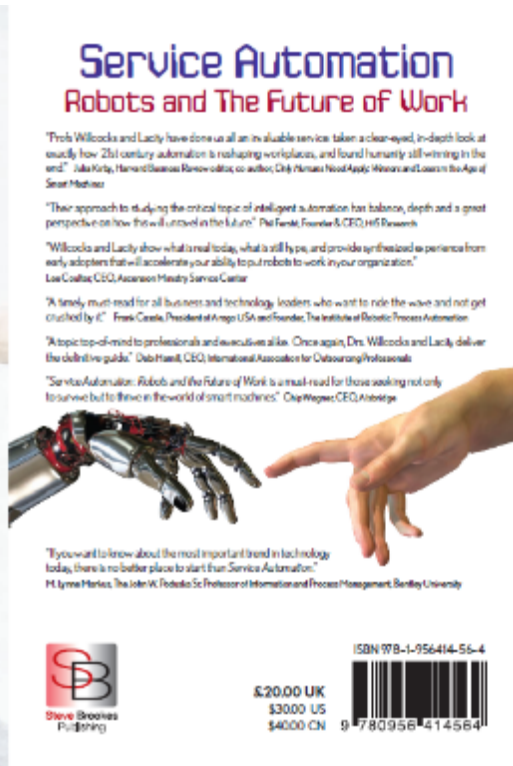 Service Automation
Robots and The Future of Work
"Profs Willcocks and Lacity have done us all an invaluable service: taken a clear-eyed, in-depth look at
exactly how 21st century automation is reshaping workplaces, and found humanity still winning in the
end." Julia Kirby, Harvard Business Review editor, co-author, Only Humans Need Apply: Winners and Losers in the Age of
Smart Machines
"Their approach to studying the critical topic of intelligent automation has balance, depth and a great
perspective on how this will unravel in the future." Phil Fersht, Founder & CEO, HfS Research
"Willcocks and Lacity show what is real today, what is still hype, and provide synthesized experience from
early adopters that will accelerate your ability to put robots to work in your organization."
Lee Coulter, CEO, Ascension Ministry Service Center
"A timely must-read for all business and technology leaders who want to ride the wave and not get
crushed by it." Frank Casale, President of Arago USA and Founder, The Institute of Robotic Process Automation
"A topic top-of-mind to professionals and executives alike. Once again, Drs. Willcocks and Lacity deliver
the definitive guide." Debi Hamill, CEO, International Association for Outsourcing Professionals
"Service Automation: Robots and the Future of Work is a must-read for those seeking not only
to survive but to thrive in the world of smart machines." Chip Wagner, CEO, Alsbridge
"If you want to know about the most important trend in technology
today, there is no better place to start than Service Automation."
M. Lynne Markus, The John W. Poduska Sr. Professor of Information and Process Management, Bentley University
SB
Steve Brookes
Publishing
£20.00 UK
$30.00 US
$40.00 CN
ISBN 978-1-956414-56-4
9 780956 414564